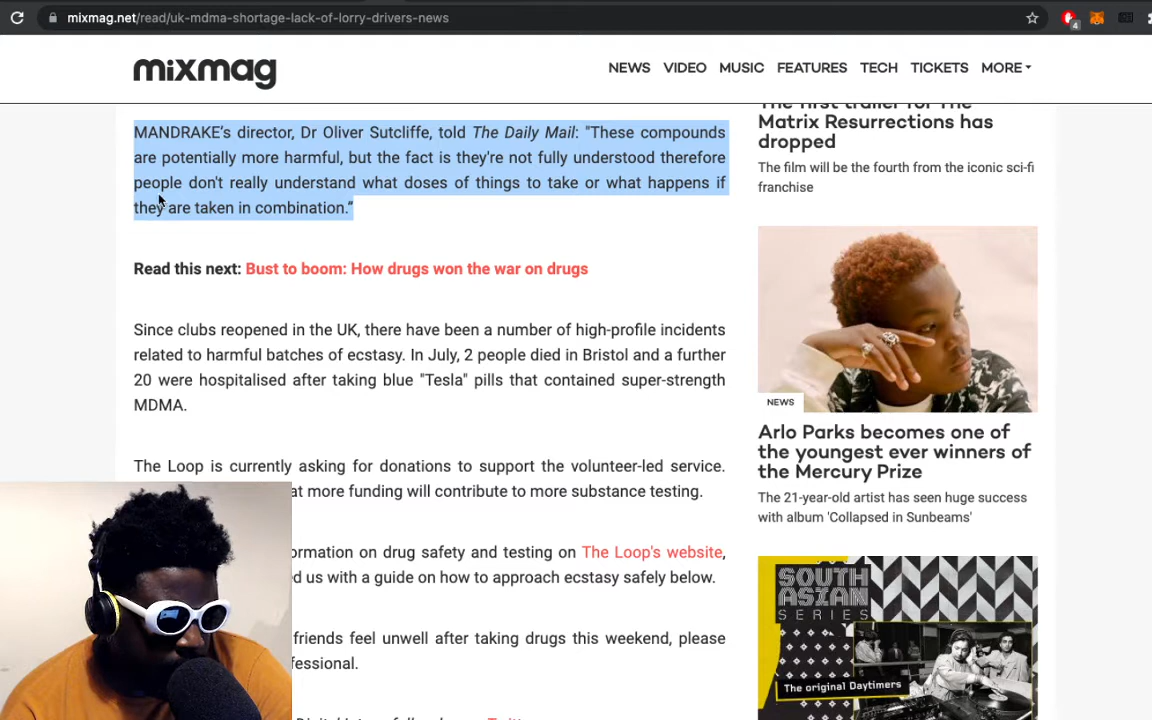 mixmag.net/read/uk-mdma-shortage-lack-of-lorry-drivers-news
4
mixmag
NEWS VIDEO MUSIC FEATURES TECH TICKETS MORE
MANDRAKE's director, Dr Oliver Sutcliffe, told The Daily Mail: "These compounds
are potentially more harmful, but the fact is they're not fully understood therefore
people don't really understand what doses of things to take or what happens if
they are taken in combination.”
Read this next: Bust to boom: How drugs won the war on drugs
Since clubs reopened in the UK, there have been a number of high-profile incidents
related to harmful batches of ecstasy. In July, 2 people died in Bristol and a further
20 were hospitalised after taking blue "Tesla" pills that contained super-strength
MDMA.
The Loop is currently asking for donations to support the volunteer-led service.
at more funding will contribute to more substance testing.
ormation on drug safety and testing on The Loop's website,
ed us with a guide on how to approach ecstasy safely below.
friends feel unwell after taking drugs this weekend, please
fessional.
The first trailer for The
Matrix Resurrections has
dropped
The film will be the fourth from the iconic sci-fi
franchise
NEWS
Arlo Parks becomes one of
the youngest ever winners of
the Mercury Prize
The 21-year-old artist has seen huge success
with album 'Collapsed in Sunbeams'
SOUTH
ASIAN
SERIES
The original Daytimers